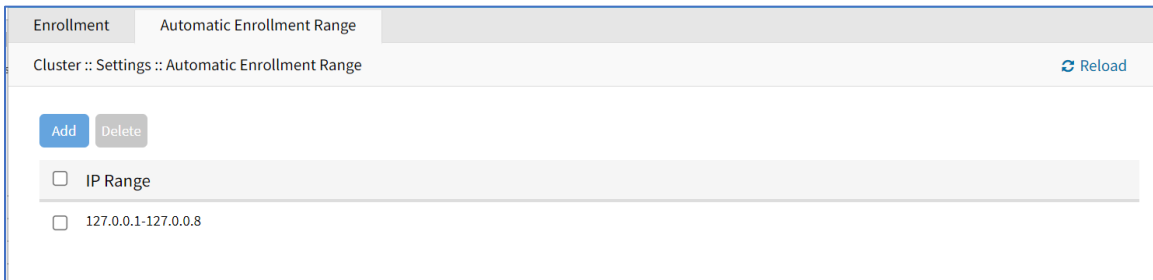 Enrollment Automatic Enrollment Range
Cluster :: Settings :: Automatic Enrollment Range Reload
Add Delete
IP Range
127.0.0.1-127.0.0.8